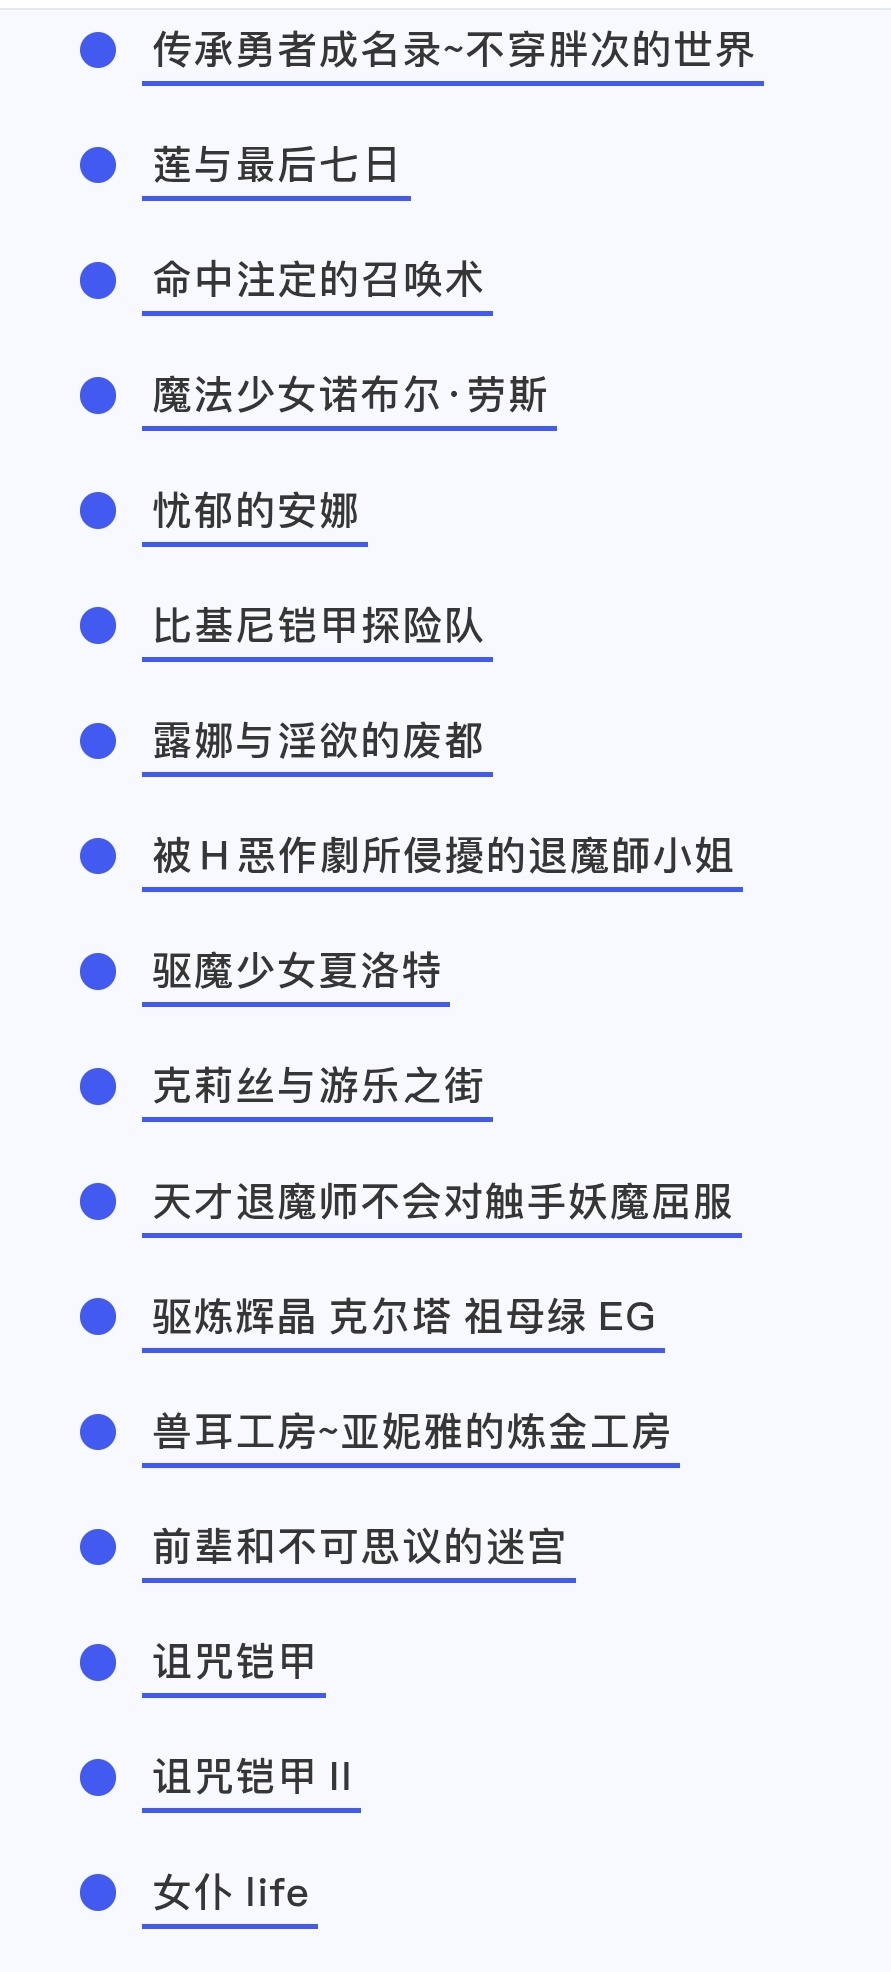 传承勇者成名录~不穿胖次的世界
莲与最后七日
命中注定的召唤术
魔法少女诺布尔·劳斯
忧郁的安娜
比基尼铠甲探险队
露娜与淫欲的废都
被H惡作劇所侵擾的退魔師小姐
驱魔少女夏洛特
克莉丝与游乐之街
天才退魔师不会对触手妖魔屈服
驱炼辉晶 克尔塔 祖母绿 EG
兽耳工房~亚妮雅的炼金工房
前辈和不可思议的迷宫
诅咒铠甲
诅咒铠甲 II
女仆 life